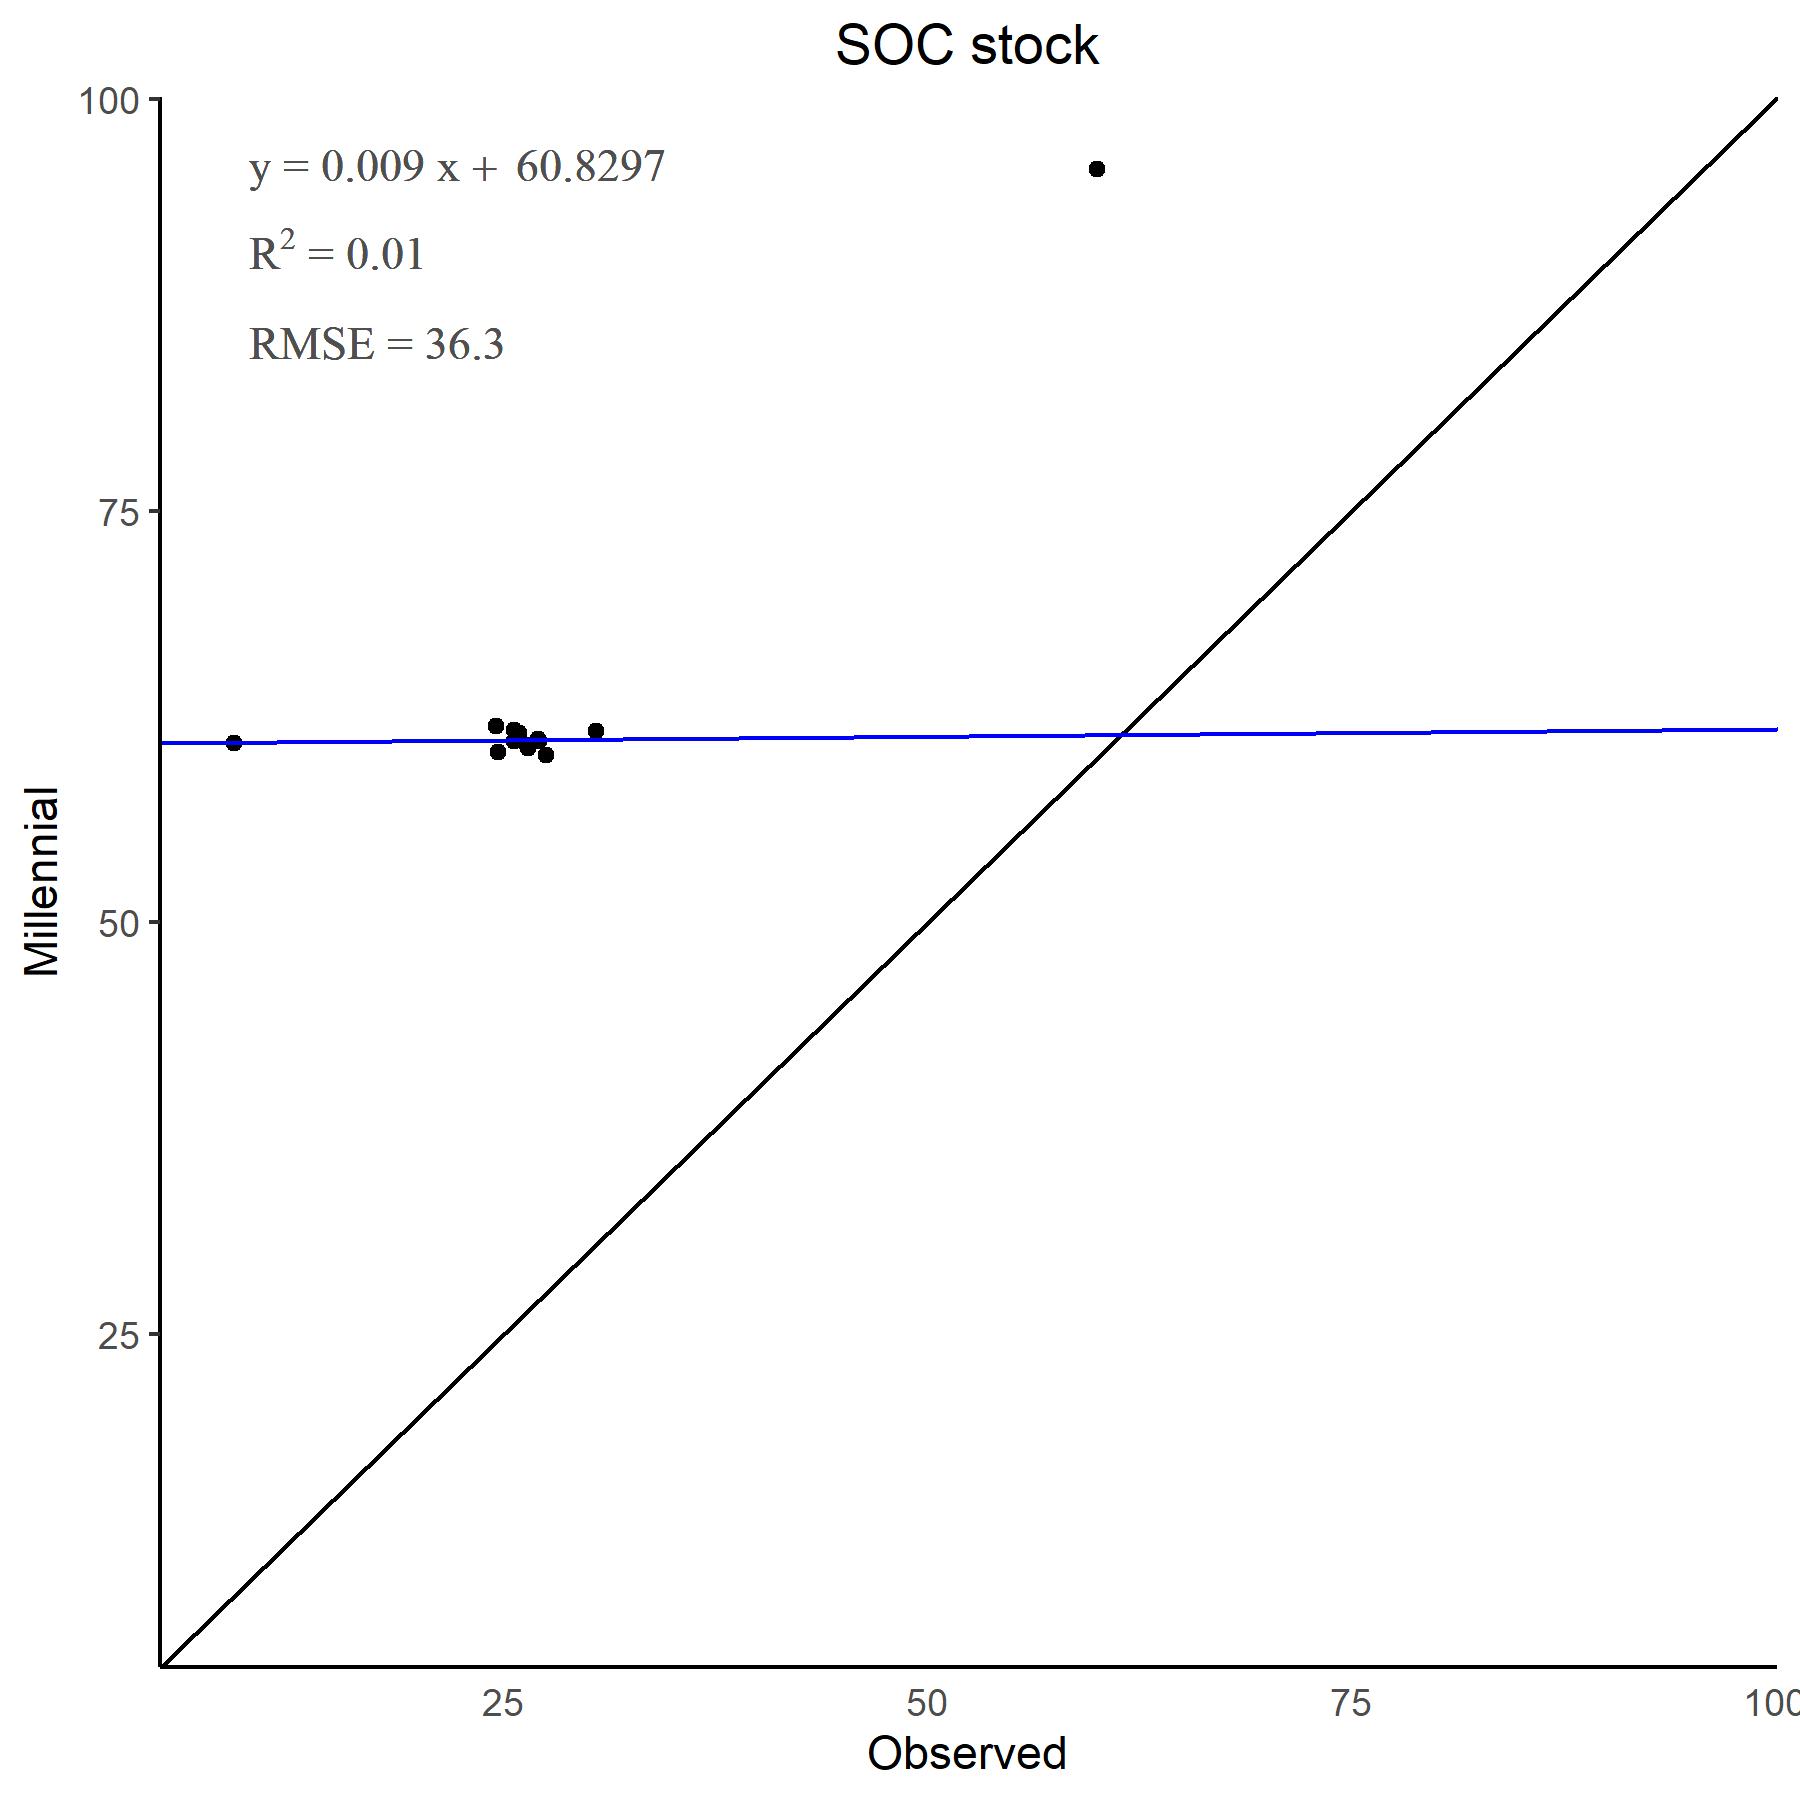 SOC stock
100
y = 0.009 x + 60.8297
R² = 0.01
RMSE = 36.3
75
50
25
Millennial
25 50 75 100
Observed